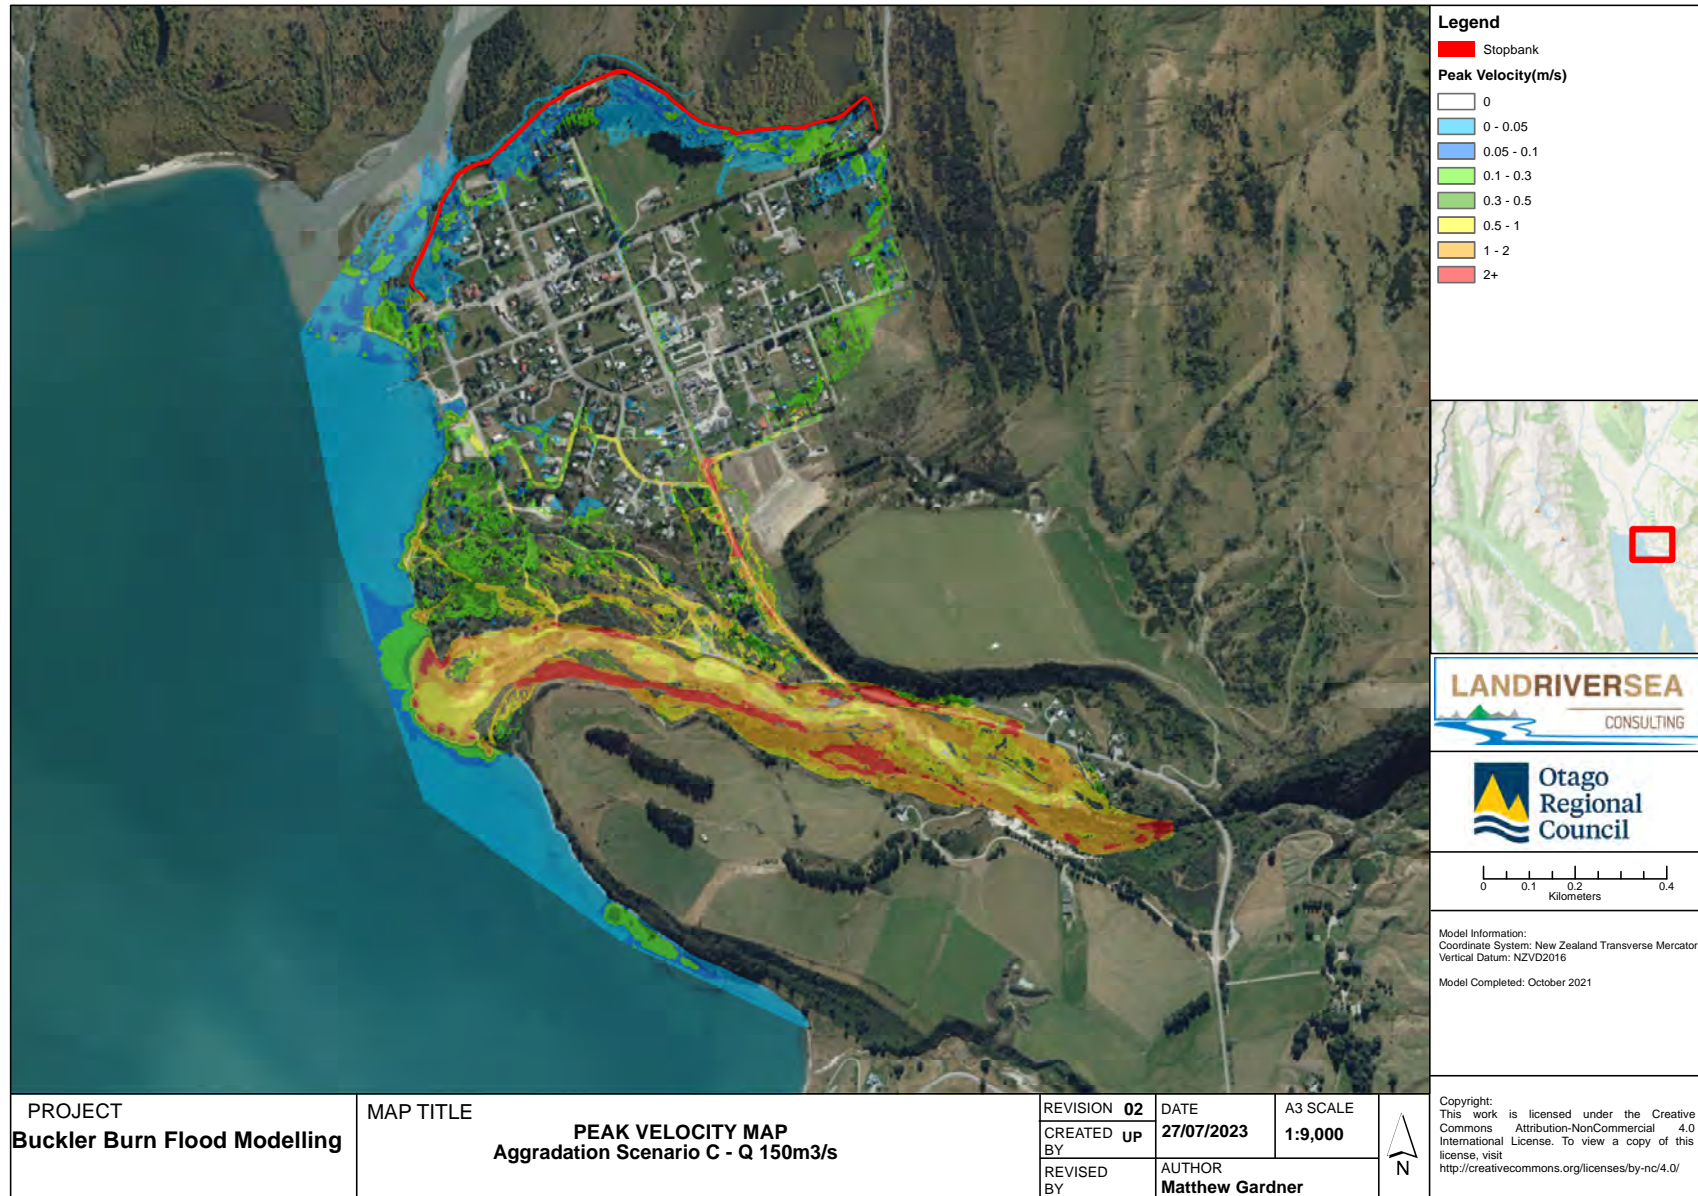 Legend
Stopbank
Peak Velocity(m/s)
0
0 - 0.05
0.05 - 0.1
0.1 - 0.3
0.3 - 0.5
0.5 - 1
1 - 2
2+
LANDRIVERSEA
CONSULTING
Otago
Regional
Council
0 0.1 0.2 0.4
Kilometers
Model Information:
Coordinate System: New Zealand Transverse Mercator
Vertical Datum: NZVD2016
Model Completed: October 2021
Copyright:
This work is licensed under the Creative
Commons Attribution-NonCommercial 4.0
International License. To view a copy of this
license, visit
http://creativecommons.org/licenses/by-nc/4.0/
PROJECT
Buckler Burn Flood Modelling
MAP TITLE
PEAK VELOCITY MAP
Aggradation Scenario C - Q 150m3/s
REVISION 02
CREATED UP
BY
REVISED
BY
DATE
27/07/2023
A3 SCALE
1:9,000
AUTHOR
Matthew Gardner
N